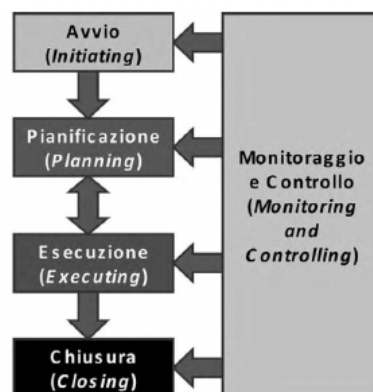 Avvio
(Initiating)
Pianificazione
(Planning)
Esecuzione
(Executing)
Chiusura
(Closing)
Monitoraggio
e Controllo
(Monitoring
and
Controlling)